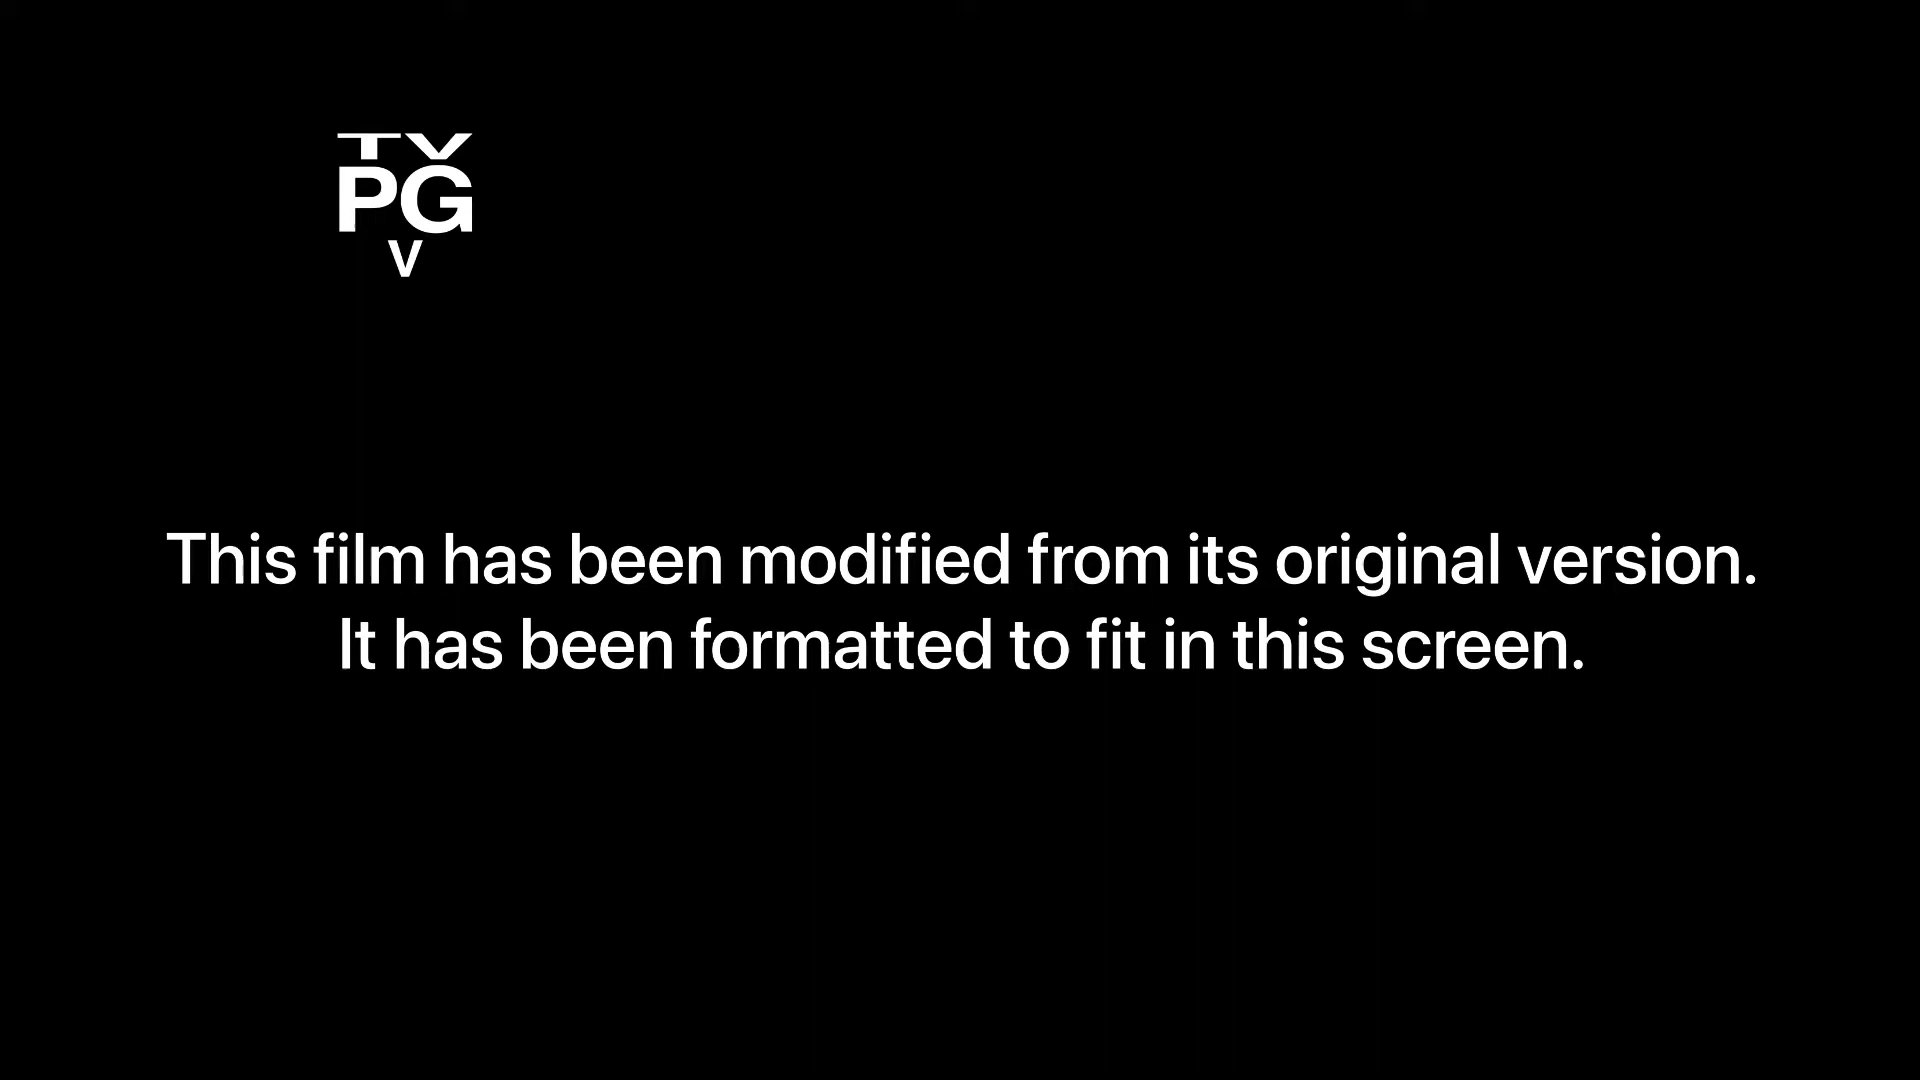 TV
PG
V
This film has been modified from its original version.
It has been formatted to fit in this screen.